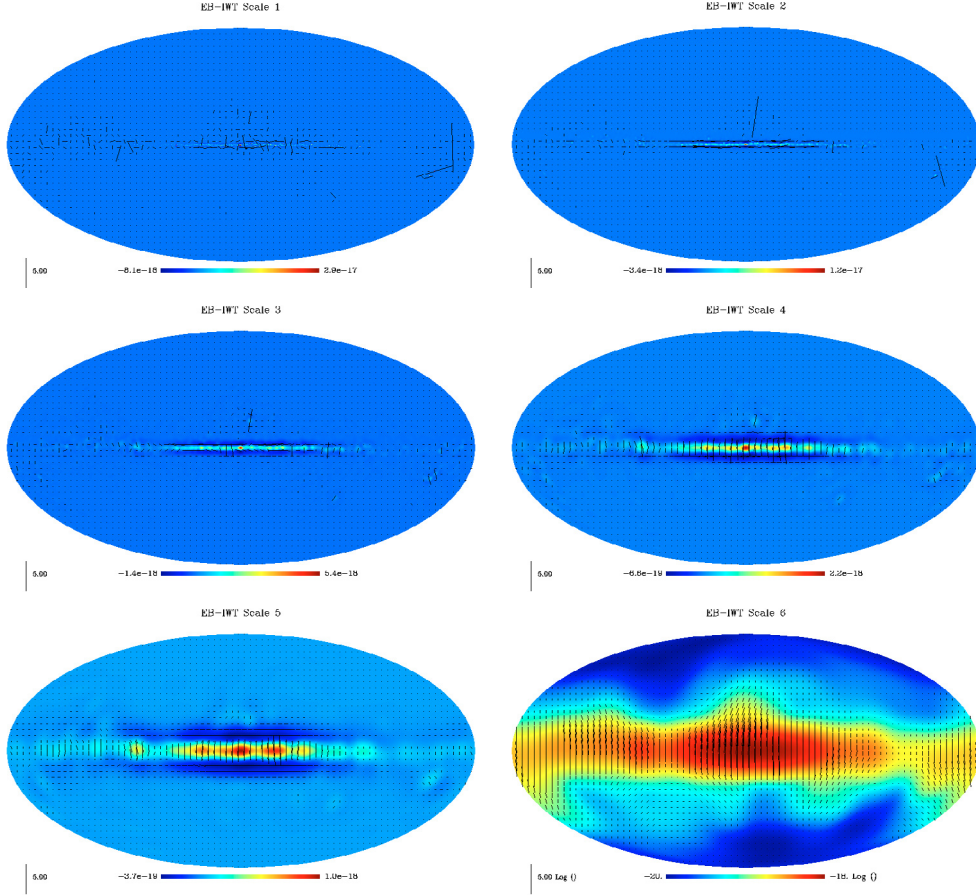 EB-IWT Scale 1
EB-IWT Scale 2
5.00 -8.1e-18 2.9e-17
5.00 -3.4e-18 1.2e-17
EB-IWT Scale 3
EB-IWT Scale 4
5.00 -1.4e-18 5.4e-18
5.00 -6.6e-19 2.2e-18
EB-IWT Scale 5
EB-IWT Scale 6
5.00 -3.7e-19 1.0e-18
5.00 Log () -20. -18. Log ()